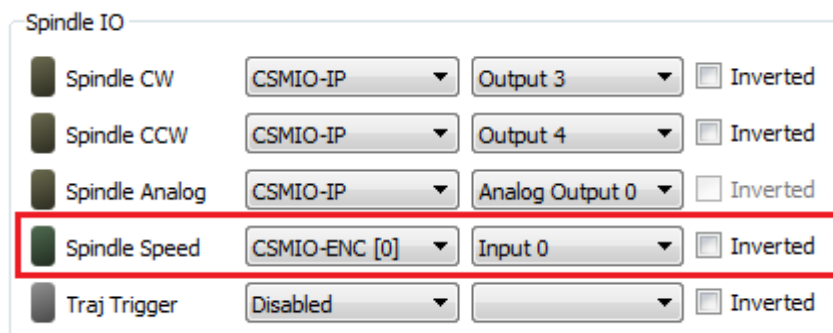 Spindle IO
Spindle CW CSMIO-IP Output 3 Inverted
Spindle CCW CSMIO-IP Output 4 Inverted
Spindle Analog CSMIO-IP Analog Output 0 Inverted
Spindle Speed CSMIO-ENC [0] Input 0 Inverted
Traj Trigger Disabled Inverted